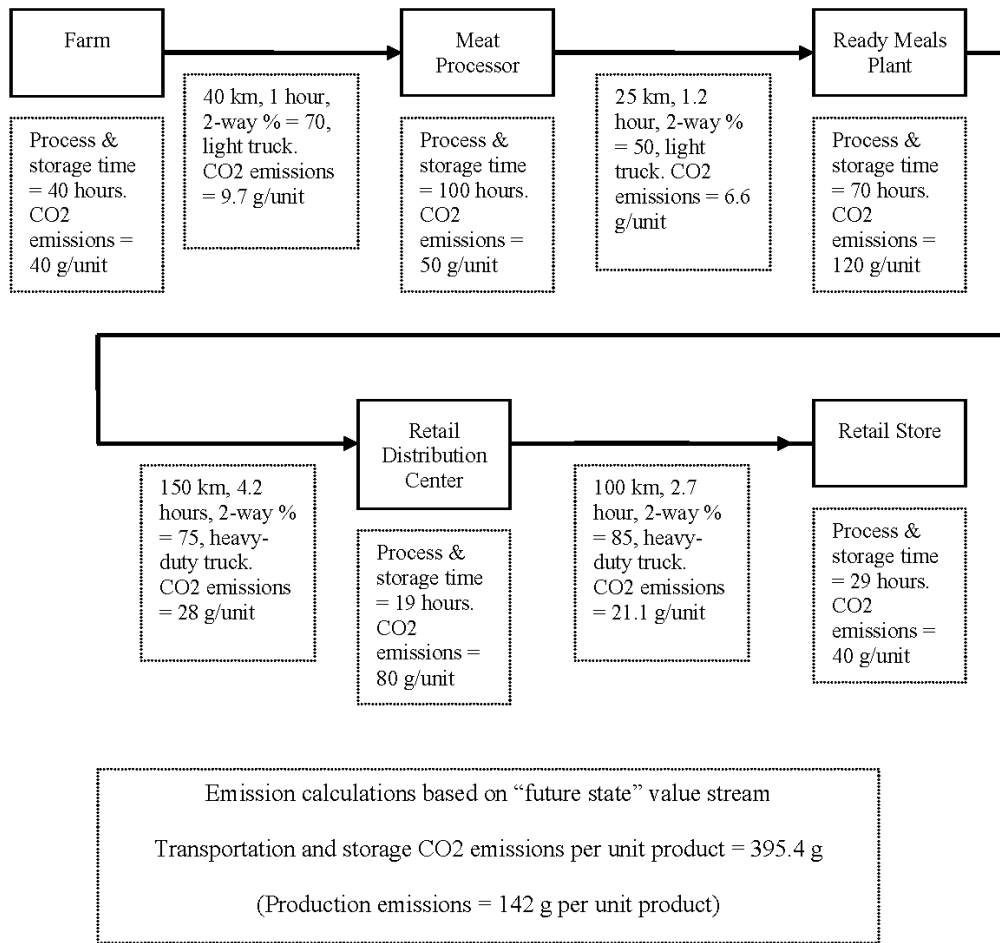 Farm
Meat
Processor
Ready Meals
Plant
40 km, 1 hour,
2-way % = 70,
light truck.
CO2 emissions
= 9.7 g/unit
25 km, 1.2
hour, 2-way %
= 50, light
truck. CO2
emissions = 6.6
g/unit
Process &
storage time
= 40 hours.
CO2
emissions =
40 g/unit
Process &
storage time
= 100 hours.
CO2
emissions =
50 g/unit
Process &
storage time
= 70 hours.
CO2
emissions =
120 g/unit
Retail
Distribution
Center
Retail Store
150 km, 4.2
hours, 2-way %
= 75, heavy-
duty truck.
CO2 emissions
= 28 g/unit
100 km, 2.7
hour, 2-way %
= 85, heavy-
duty truck.
CO2 emissions
= 21.1 g/unit
Process &
storage time
= 19 hours.
CO2
emissions =
80 g/unit
Process &
storage time
= 29 hours.
CO2
emissions =
40 g/unit
Emission calculations based on “future state” value stream
Transportation and storage CO2 emissions per unit product = 395.4 g
(Production emissions = 142 g per unit product)